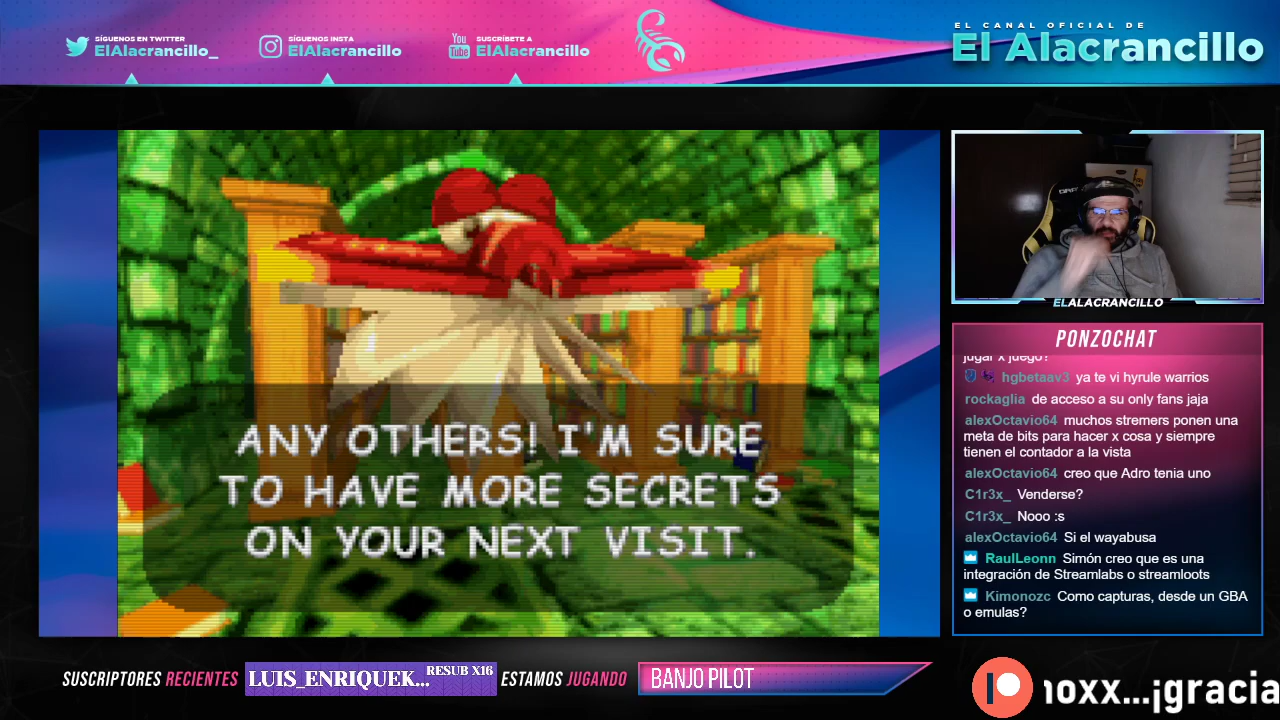 SÍGUENOS EN TWITTER
ElAlacrancillo_
SÍGUENOS INSTA
ElAlacrancillo
You
Tube
SUSCRÍBETE A
ElAlacrancillo
EL CANAL OFICIAL DE
El Alacrancillo
ANY OTHERS! I'M SURE
TO HAVE MORE SECRETS
ON YOUR NEXT VISIT.
ELALACRANCILLO
PONZOCHAT
jugar x juego?
hgbetaav3 ya te vi hyrule warrios
rockaglia de acceso a su only fans jaja
alexOctavio64 muchos stremers ponen una
meta de bits para hacer x cosa y siempre
tienen el contador a la vista
alexOctavio64 creo que Adro tenia uno
C1r3x_ Venderse?
C1r3x_ Nooo :s
alexOctavio64 Si el wayabusa
RaulLeonn Simón creo que es una
integración de Streamlabs o streamloots
Kimonozc Como capturas, desde un GBA
o emulas?
SUSCRIPTORES RECIENTES
LUIS_ENRIQUEK...
RESUB X16
ESTAMOS JUGANDO
BANJO PILOT
noxx...¡gracia